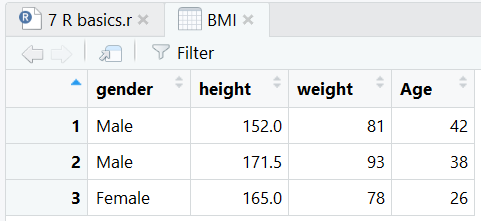 7 R basics.r BMI
Filter
gender height weight Age
1 Male 152.0 81 42
2 Male 171.5 93 38
3 Female 165.0 78 26